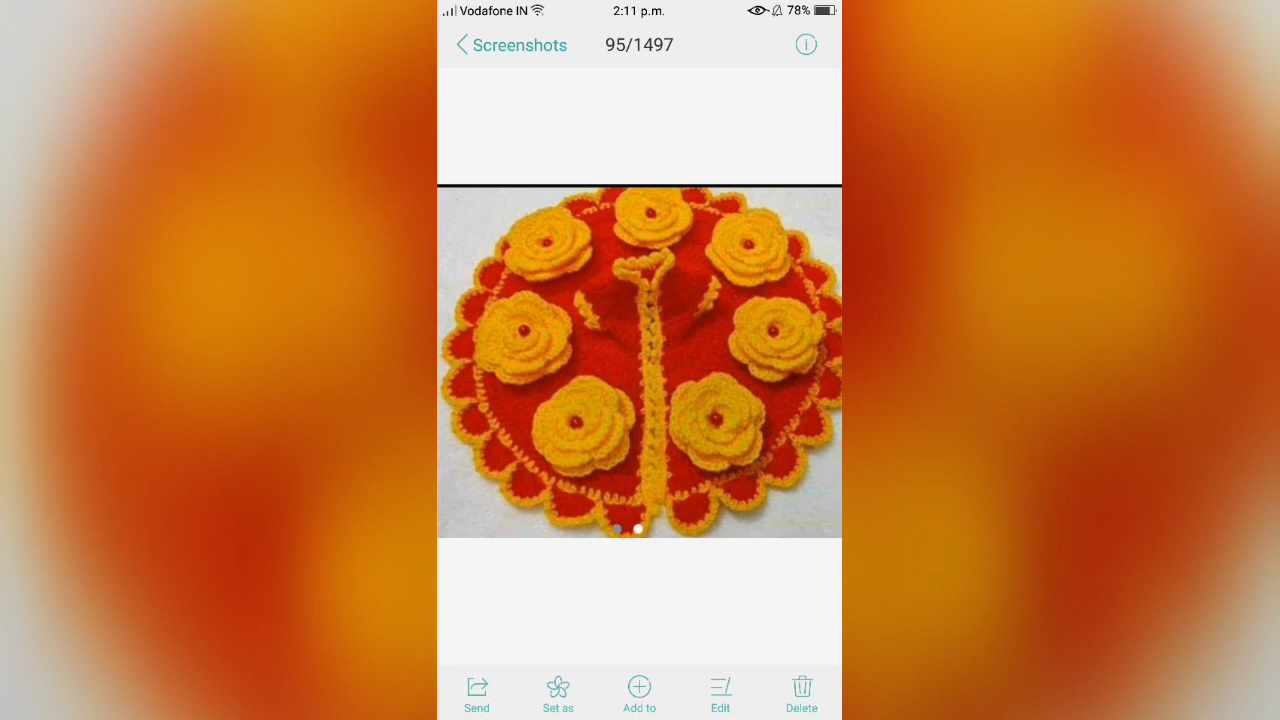 Vodafone IN 2:11 p.m. 78%
Screenshots 95/1497
Send Set as Add to Edit Delete